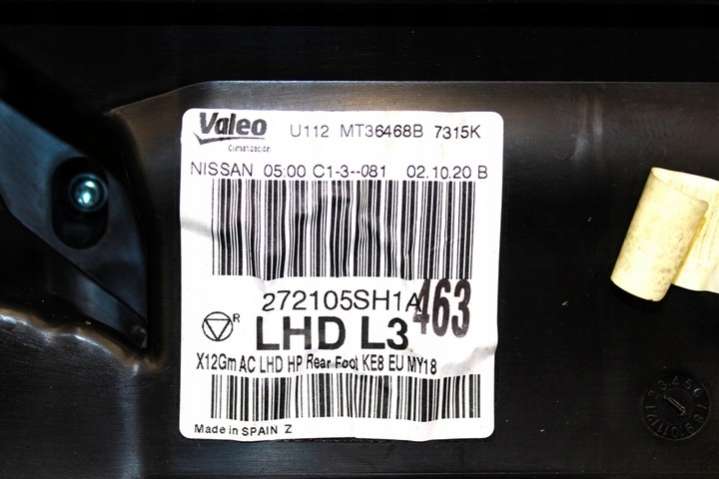 Valeo U112 MT36468B 7315K
Climatización
NISSAN 05:00 C1-3--081 02.10.20 B
272105SH1A
463
R
LHD L3
X12Gm AC LHD HP Rear Foot KE8 EU MY18
Made in SPAIN Z